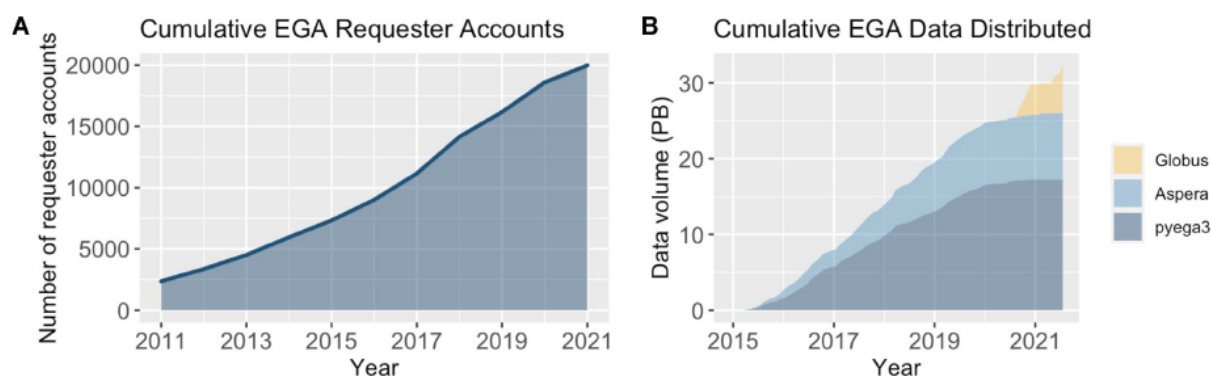 A
Cumulative EGA Requester Accounts
Number of requester accounts
20000
15000
10000
5000
0
2011
2013
2015
2017
2019
2021
Year
B
Cumulative EGA Data Distributed
Data volume (PB)
30
20
10
0
2015
2017
2019
2021
Year
Globus
Aspera
pyega3